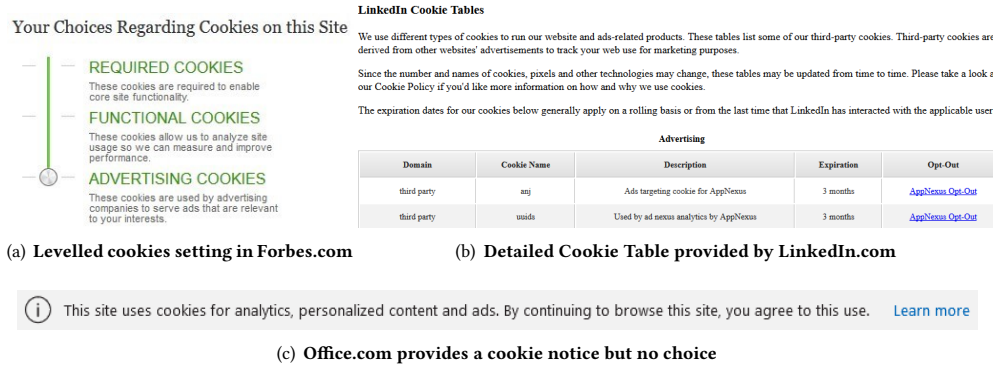 Your Choices Regarding Cookies on this Site
REQUIRED COOKIES
These cookies are required to enable
core site functionality.
FUNCTIONAL COOKIES
These cookies allow us to analyze site
usage so we can measure and improve
performance.
ADVERTISING COOKIES
These cookies are used by advertising
companies to serve ads that are relevant
to your interests.
(a) Levelled cookies setting in Forbes.com
LinkedIn Cookie Tables
We use different types of cookies to run our website and ads-related products. These tables list some of our third-party cookies. Third-party cookies are
derived from other websites' advertisements to track your web use for marketing purposes.
Since the number and names of cookies, pixels and other technologies may change, these tables may be updated from time to time. Please take a look a
our Cookie Policy if you'd like more information on how and why we use cookies.
The expiration dates for our cookies below generally apply on a rolling basis or from the last time that LinkedIn has interacted with the applicable user
Advertising
Domain Cookie Name Description Expiration Opt-Out
third party anj Ads targeting cookie for AppNexus 3 months AppNexus Opt-Out
third party uuids Used by ad nexus analytics by AppNexus 3 months AppNexus Opt-Out
(b) Detailed Cookie Table provided by LinkedIn.com
This site uses cookies for analytics, personalized content and ads. By continuing to browse this site, you agree to this use. Learn more
(c) Office.com provides a cookie notice but no choice